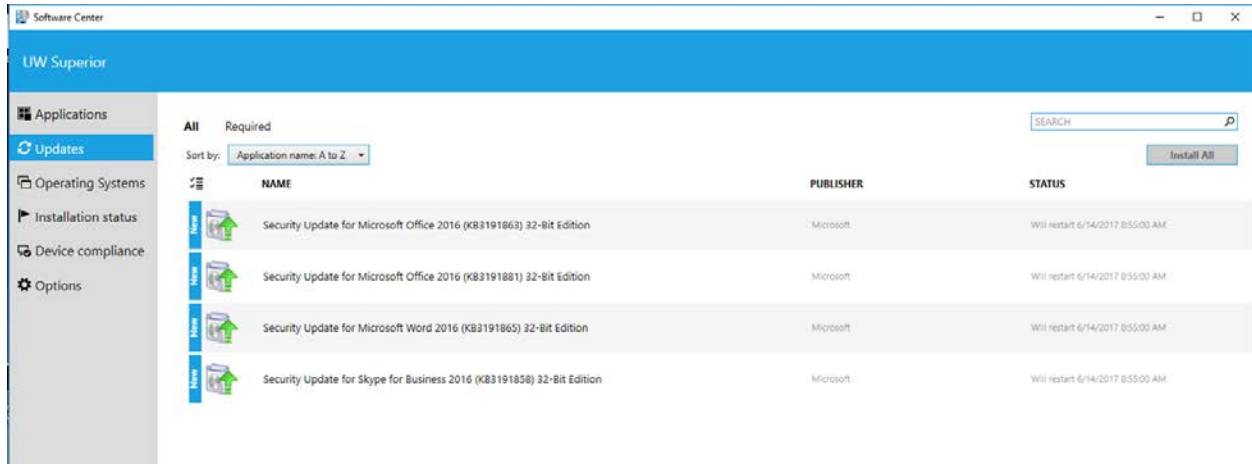 Software Center
UW Superior
Applications
Updates
Operating Systems
Installation status
Device compliance
Options
All Required
SEARCH
Sort by: Application name: A to Z
Install All
NAME PUBLISHER STATUS
New Security Update for Microsoft Office 2016 (KB3191863) 32-Bit Edition Microsoft Will restart 6/14/2017 8:55:00 AM
New Security Update for Microsoft Office 2016 (KB3191881) 32-Bit Edition Microsoft Will restart 6/14/2017 8:55:00 AM
New Security Update for Microsoft Word 2016 (KB3191865) 32-Bit Edition Microsoft Will restart 6/14/2017 8:55:00 AM
New Security Update for Skype for Business 2016 (KB3191858) 32-Bit Edition Microsoft Will restart 6/14/2017 8:55:00 AM